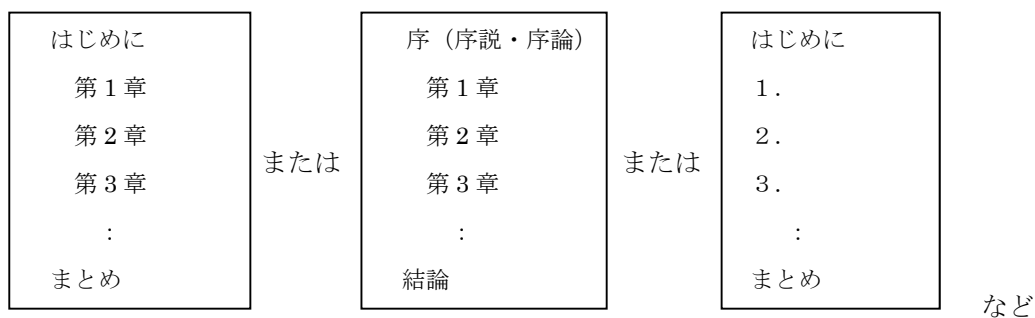 はじめに
第1章
第2章
第3章
:
まとめ
または
序（序説・序論）
第1章
第2章
第3章
:
結論
または
はじめに
１．
２．
３．
:
まとめ
など